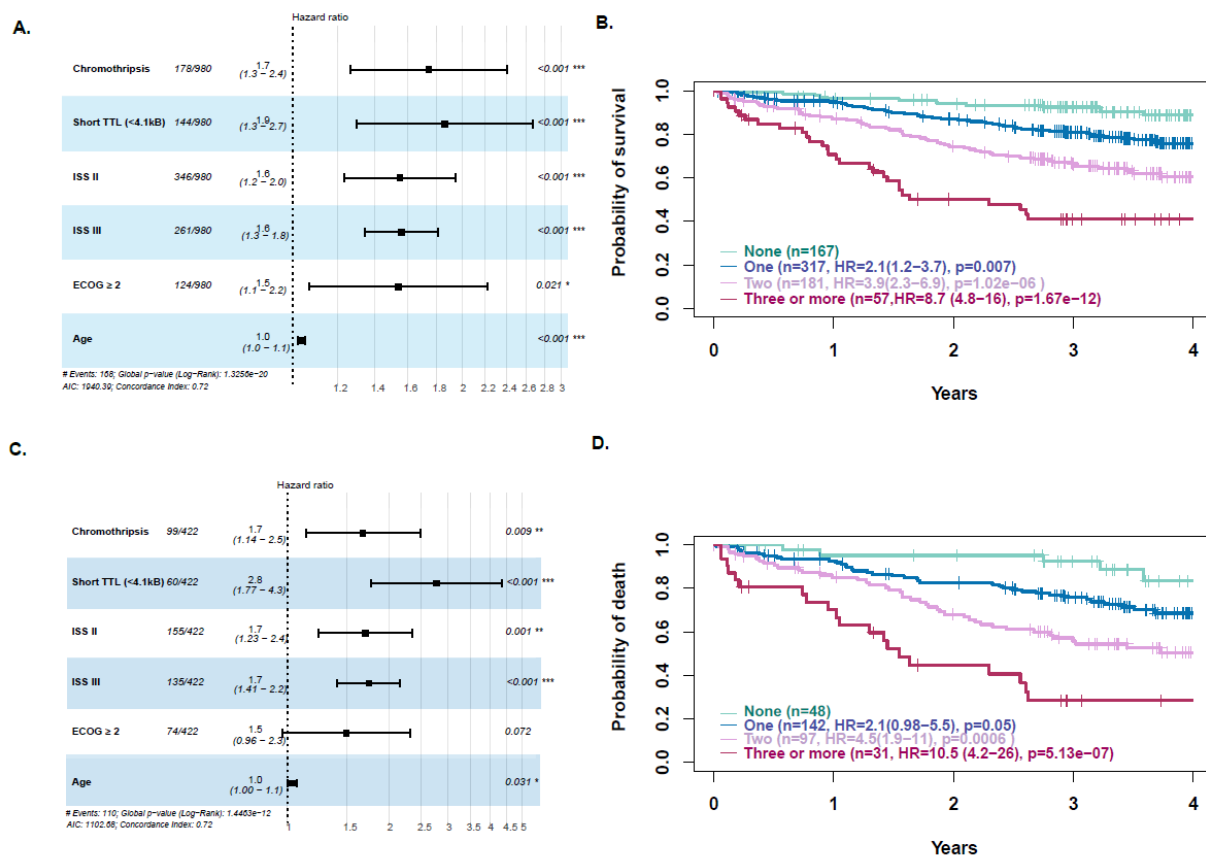 A.
Hazard ratio
Chromothripsis 178/980 1.7 <0.001 ***
(1.3 − 2.4)
Short TTL (<4.1kB) 144/980 1.9 <0.001 ***
(1.3 − 2.7)
ISS II 346/980 1.6 <0.001 ***
(1.2 − 2.0)
ISS III 261/980 1.6 <0.001 ***
(1.3 − 1.8)
ECOG ≥ 2 124/980 1.5 0.021 *
(1.1 − 2.2)
Age 1.0 <0.001 ***
(1.0 − 1.1)
# Events: 168; Global p-value (Log-Rank): 1.3256e-20
AIC: 1940.39; Concordance Index: 0.72
1.2 1.4 1.6 1.8 2 2.2 2.4 2.6 2.8 3
B.
Probability of survival
1.0
0.8
0.6
0.4
0.2
0.0
None (n=167)
One (n=317, HR=2.1(1.2−3.7), p=0.007)
Two (n=181, HR=3.9(2.3−6.9), p=1.02e−06 )
Three or more (n=57,HR=8.7 (4.8−16), p=1.67e−12)
0 1 2 3 4
Years
C.
Hazard ratio
Chromothripsis 99/422 1.7 0.009 **
(1.14 − 2.5)
Short TTL (<4.1kB) 60/422 2.8 <0.001 ***
(1.77 − 4.3)
ISS II 155/422 1.7 0.001 **
(1.23 − 2.4)
ISS III 135/422 1.7 <0.001 ***
(1.41 − 2.2)
ECOG ≥ 2 74/422 1.5 0.072
(0.96 − 2.3)
Age 1.0 0.031 *
(1.00 − 1.1)
# Events: 110; Global p-value (Log-Rank): 1.4463e-12
AIC: 1102.68; Concordance Index: 0.72
1 1.5 2 2.5 3 3.5 4 4.5 5
D.
Probability of death
1.0
0.8
0.6
0.4
0.2
0.0
None (n=48)
One (n=142, HR=2.1(0.98−5.5), p=0.05)
Two (n=97, HR=4.5(1.9−11), p=0.0006 )
Three or more (n=31, HR=10.5 (4.2−26), p=5.13e−07)
0 1 2 3 4
Years